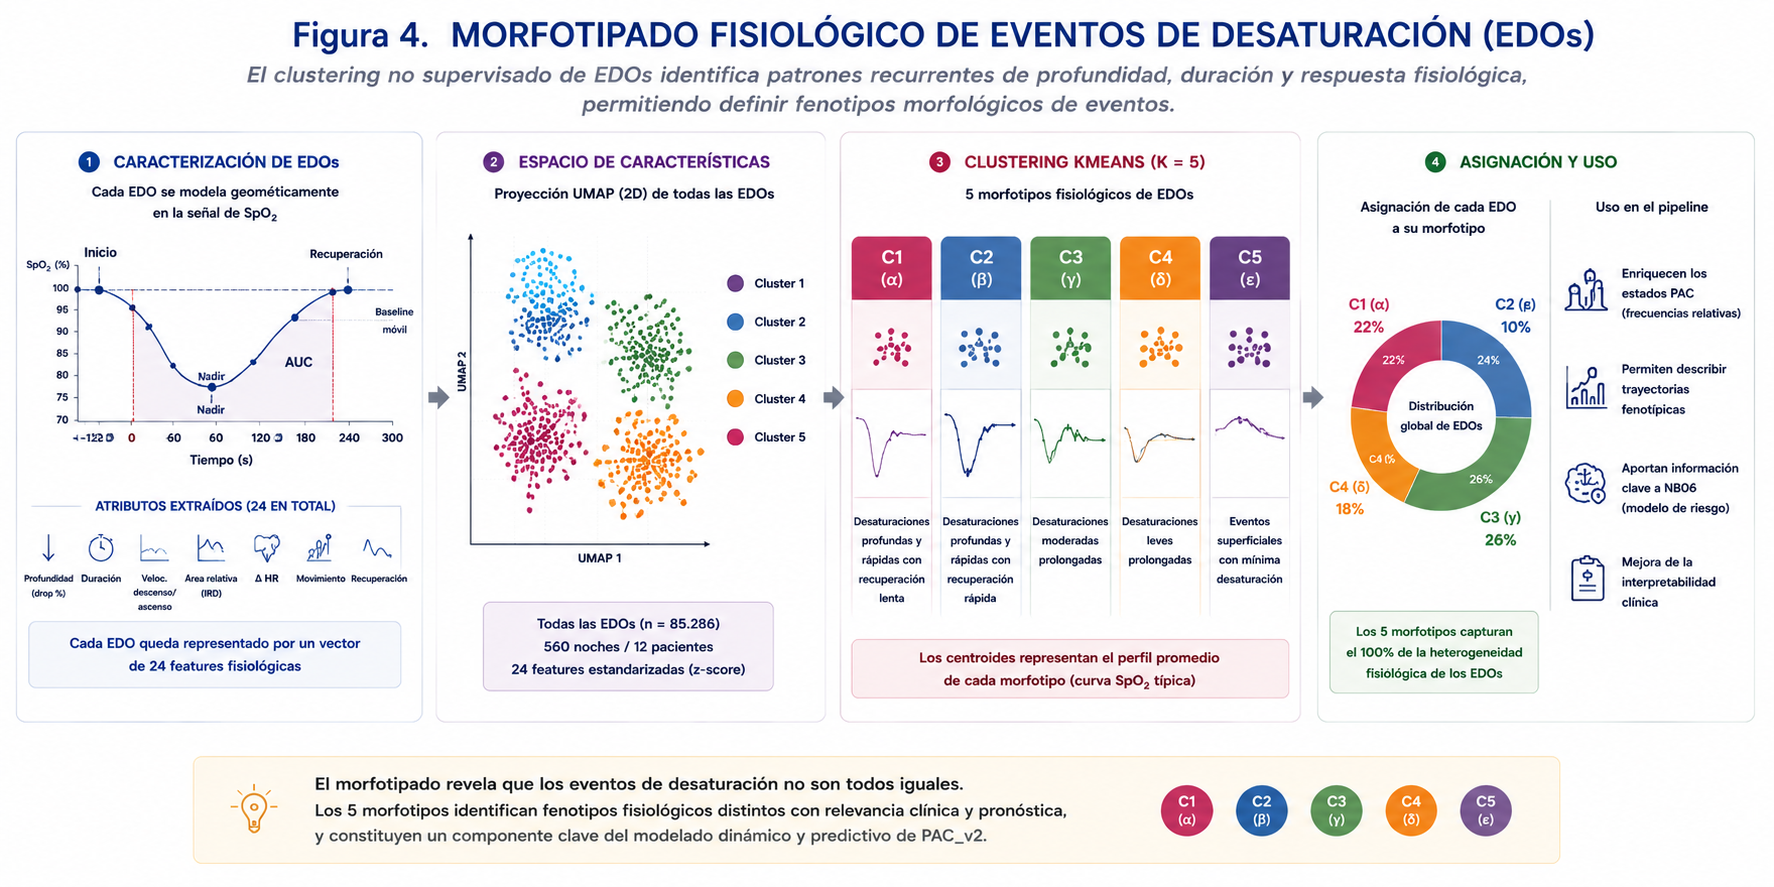 Figura 4. MORFOTIPADO FISIOLÓGICO DE EVENTOS DE DESATURACIÓN (EDOs)
El clustering no supervisado de EDOs identifica patrones recurrentes de profundidad, duración y respuesta fisiológica,
permitiendo definir fenotipos morfológicos de eventos.
1 CARACTERIZACIÓN DE EDOs
Cada EDO se modela geométicamente
en la señal de SpO2
Inicio
Recuperación
SpO2 (%)
100
95
90
85
80
75
70
Baseline
móvil
AUC
Nadir
Nadir
0
60
60
120
180
240
300
Tiempo (s)
ATRIBUTOS EXTRAÍDOS (24 EN TOTAL)
Profundidad
(drop %)
Duración
Veloc.
descenso/
ascenso
Área relativa
(IRD)
Δ HR
Movimiento
Recuperación
Cada EDO queda representado por un vector
de 24 features fisiológicas
2 ESPACIO DE CARACTERÍSTICAS
Proyección UMAP (2D) de todas las EDOs
UMAP 2
UMAP 1
Cluster 1
Cluster 2
Cluster 3
Cluster 4
Cluster 5
Todas las EDOs (n = 85.286)
560 noches / 12 pacientes
24 features estandarizadas (z-score)
3 CLUSTERING KMEANS (K = 5)
5 morfotipos fisiológicos de EDOs
C1
(α)
C2
(β)
C3
(γ)
C4
(δ)
C5
(ε)
Desaturaciones
profundas y
rápidas con
recuperación
lenta
Desaturaciones
profundas y
rápidas con
recuperación
rápida
Desaturaciones
moderadas
prolongadas
Desaturaciones
leves
prolongadas
Eventos
superficiales
con mínima
desaturación
Los centroides representan el perfil promedio
de cada morfotipo (curva SpO2 típica)
4 ASIGNACIÓN Y USO
Asignación de cada EDO
a su morfotipo
C1 (α)
22%
C2 (ε)
10%
22%
24%
Distribución
global de EDOs
C4 (%
26%
C4 (δ)
18%
C3 (γ)
26%
Los 5 morfotipos capturan
el 100% de la heterogeneidad
fisiológica de los EDOs
Uso en el pipeline
Enriquecen los
estados PAC
(frecuencias relativas)
Permiten describir
trayectorias
fenotípicas
Aportan información
clave a NB06
(modelo de riesgo)
Mejora de la
interpretabilidad
clínica
El morfotipado revela que los eventos de desaturación no son todos iguales.
Los 5 morfotipos identifican fenotipos fisiológicos distintos con relevancia clínica y pronóstica,
y constituyen un componente clave del modelado dinámico y predictivo de PAC_v2.
C1
(α)
C2
(β)
C3
(γ)
C4
(δ)
C5
(ε)